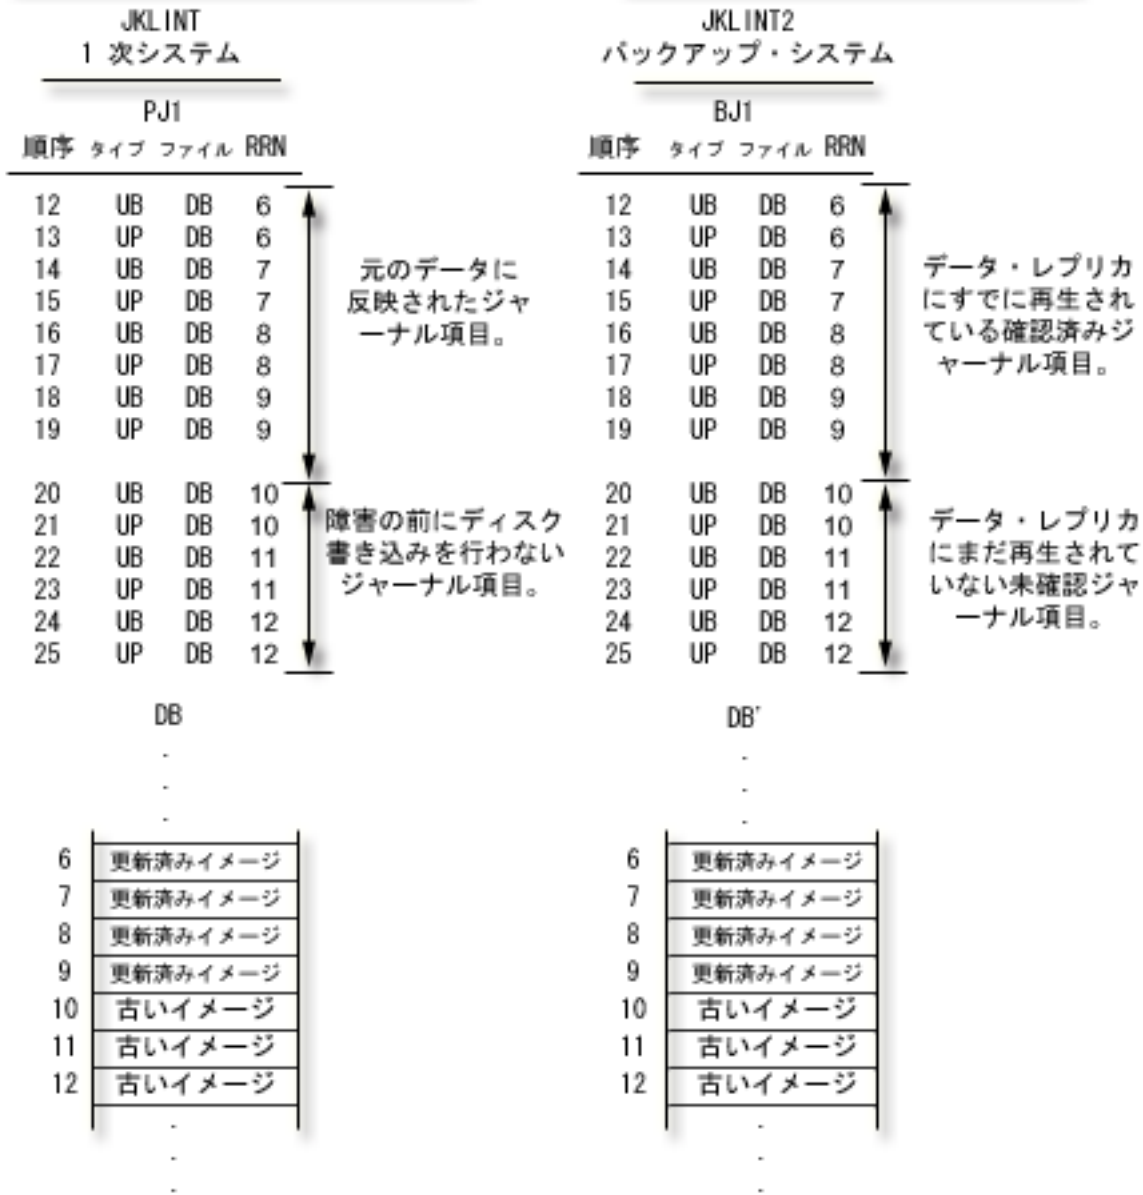 JKLINT
1 次システム
PJ1
順序 タイプ ファイル RRN
12 UB DB 6
13 UP DB 6
14 UB DB 7
15 UP DB 7
16 UB DB 8
17 UP DB 8
18 UB DB 9
19 UP DB 9
元のデータに
反映されたジャ
ーナル項目。
20 UB DB 10
21 UP DB 10
22 UB DB 11
23 UP DB 11
24 UB DB 12
25 UP DB 12
障害の前にディスク
書き込みを行わない
ジャーナル項目。
DB
.
.
.
6 更新済みイメージ
7 更新済みイメージ
8 更新済みイメージ
9 更新済みイメージ
10 古いイメージ
11 古いイメージ
12 古いイメージ
.
.
.
JKLINT2
バックアップ・システム
BJ1
順序 タイプ ファイル RRN
12 UB DB 6
13 UP DB 6
14 UB DB 7
15 UP DB 7
16 UB DB 8
17 UP DB 8
18 UB DB 9
19 UP DB 9
データ・レプリカ
にすでに再生され
ている確認済みジ
ャーナル項目。
20 UB DB 10
21 UP DB 10
22 UB DB 11
23 UP DB 11
24 UB DB 12
25 UP DB 12
データ・レプリカ
にまだ再生されて
いない未確認ジャ
ーナル項目。
DB'
.
.
.
6 更新済みイメージ
7 更新済みイメージ
8 更新済みイメージ
9 更新済みイメージ
10 古いイメージ
11 古いイメージ
12 古いイメージ
.
.
.